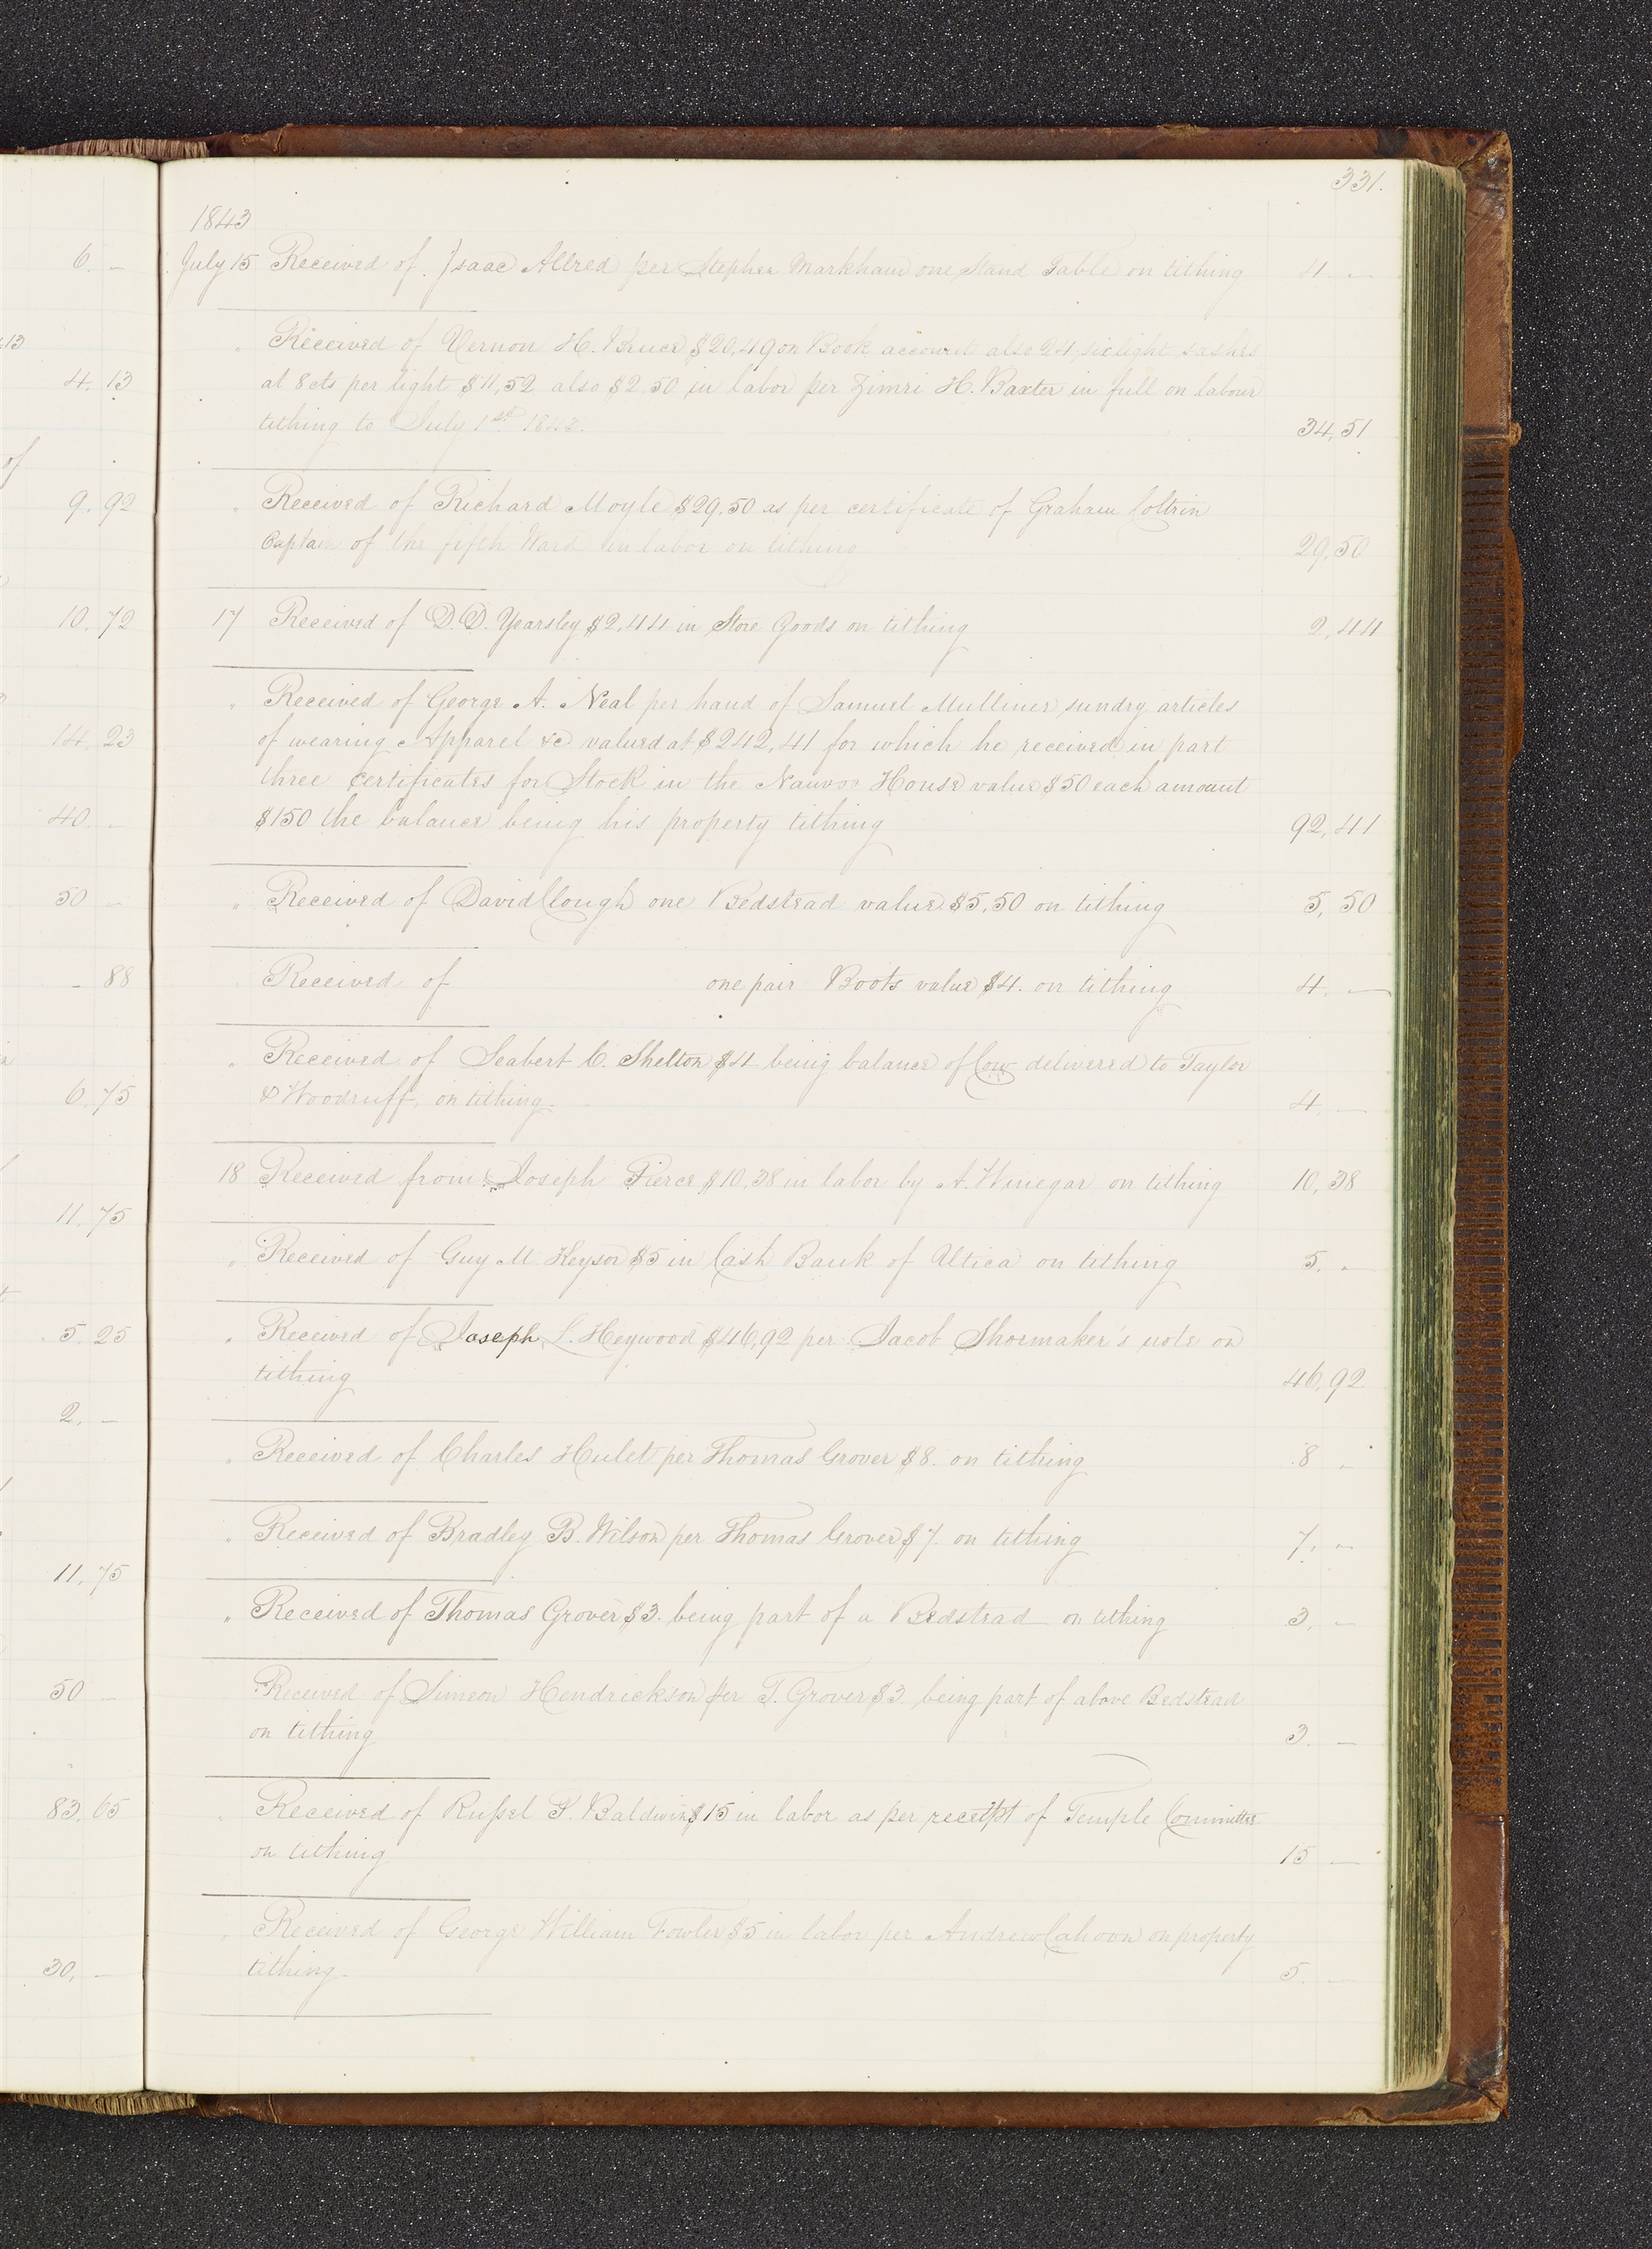 331.
1843
July 15 Received of Isaac Allred per Stephen Markham one Stand Table on tithing 4. —
" Received of Vernon H. Bruce $20,49 on Book account also 24, six light sashes
at 8 cts per light $11,52 also $2.50 in labor per Zimri H. Baxter in full on labour
tithing to July 1st 1843. 34,51
" Received of Richard Moyle $29.50 as per certificate of Graham Coltrin
Captain of the fifth Ward in labor on tithing 29,50
17 Received of D. D. Yearsley $2,44 in Store Goods on tithing 2,44
" Received of George A. Neal per hand of Samuel Mulliner sundry articles
of wearing Apparel &c valued at $242,41 for which he received in part
three certificates for Stock in the Nauvoo House value $50 each amount
$150 the balance being his property tithing 92,41
" Received of David Clough one Bedstead value $5,50 on tithing 5,50
" Received of one pair Boots value $4. on tithing 4. —
" Received of Seabert C. Shelton $4 being balance of Cow delivered to Taylor
& Woodruff, on tithing. 4. —
18 Received from Joseph Pierce $10,38 in labor by A. Winegar on tithing 10,38
" Received of Guy M. Keyser $5 in Cash Bank of Attica on tithing 5. "
" Received of Joseph L. Heywood $46,92 per Jacob Shoemaker's note on
tithing 46,92
" Received of Charles Hulet per Thomas Grover $8. on tithing 8 "
" Received of Bradley B. Wilson per Thomas Grover $7. on tithing 7. "
" Received of Thomas Grover $3. being part of a Bedstead on tithing 3, —
Received of Simeon Hendrickson per T. Grover $3. being part of above Bedstead
on tithing 3. —
" Received of Russel K. Baldwin $15 in labor as per receipt of Temple Committee
on tithing 15 —
" Received of George William Fowler $5 in labor per Andrew Cahoon on property
tithing. 5. —
6. —
13
4,13
of
9.92
10.72
14,23
40. —
50 —
— 88
6.75
11.75
5.25
2. —
11,75
50 —
83,65
30, —